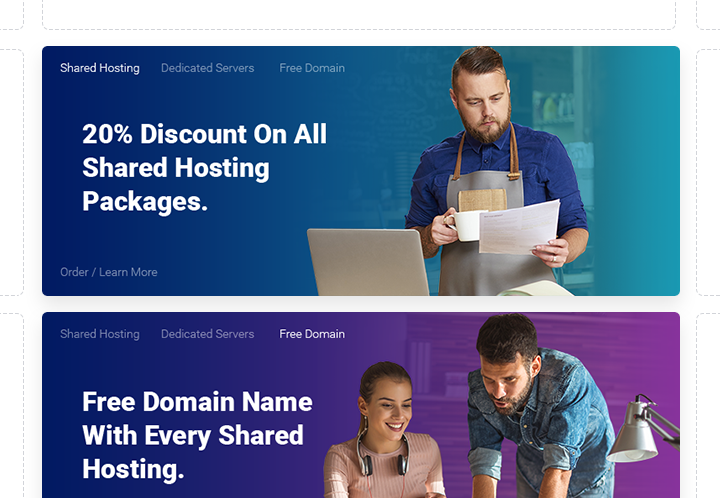 Shared Hosting Dedicated Servers Free Domain
20% Discount On All
Shared Hosting
Packages.
Order / Learn More
Shared Hosting Dedicated Servers Free Domain
Free Domain Name
With Every Shared
Hosting.